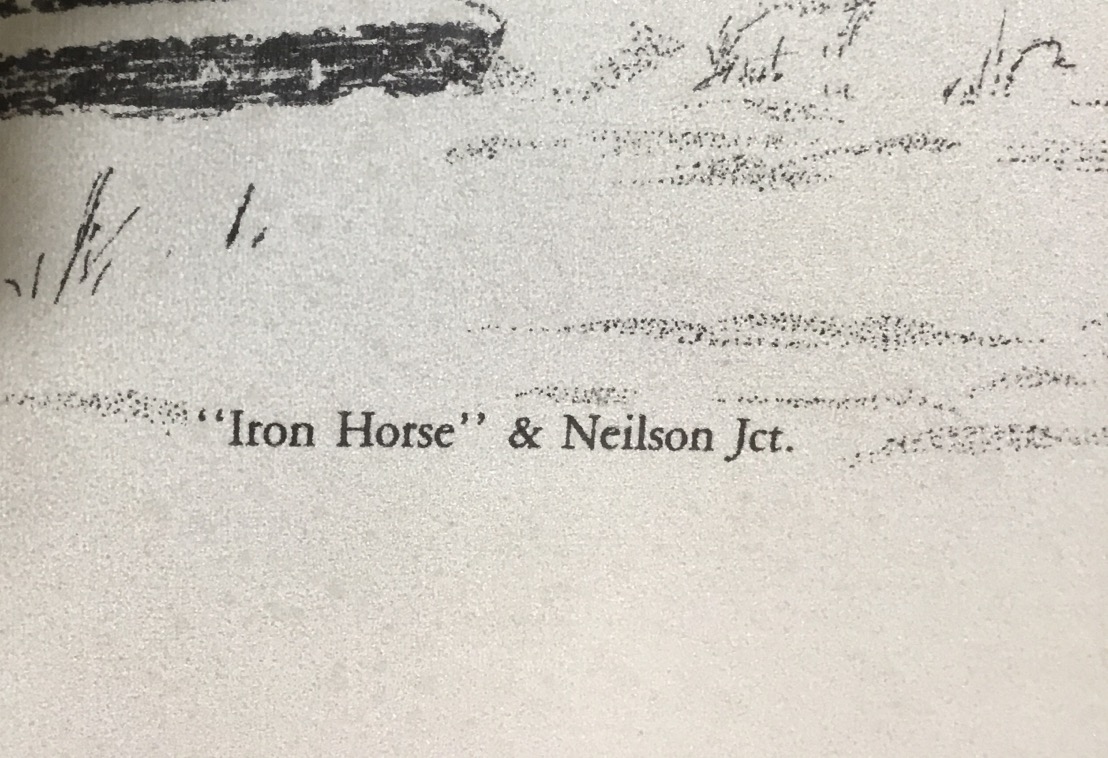 “Iron Horse” & Neilson Jct.